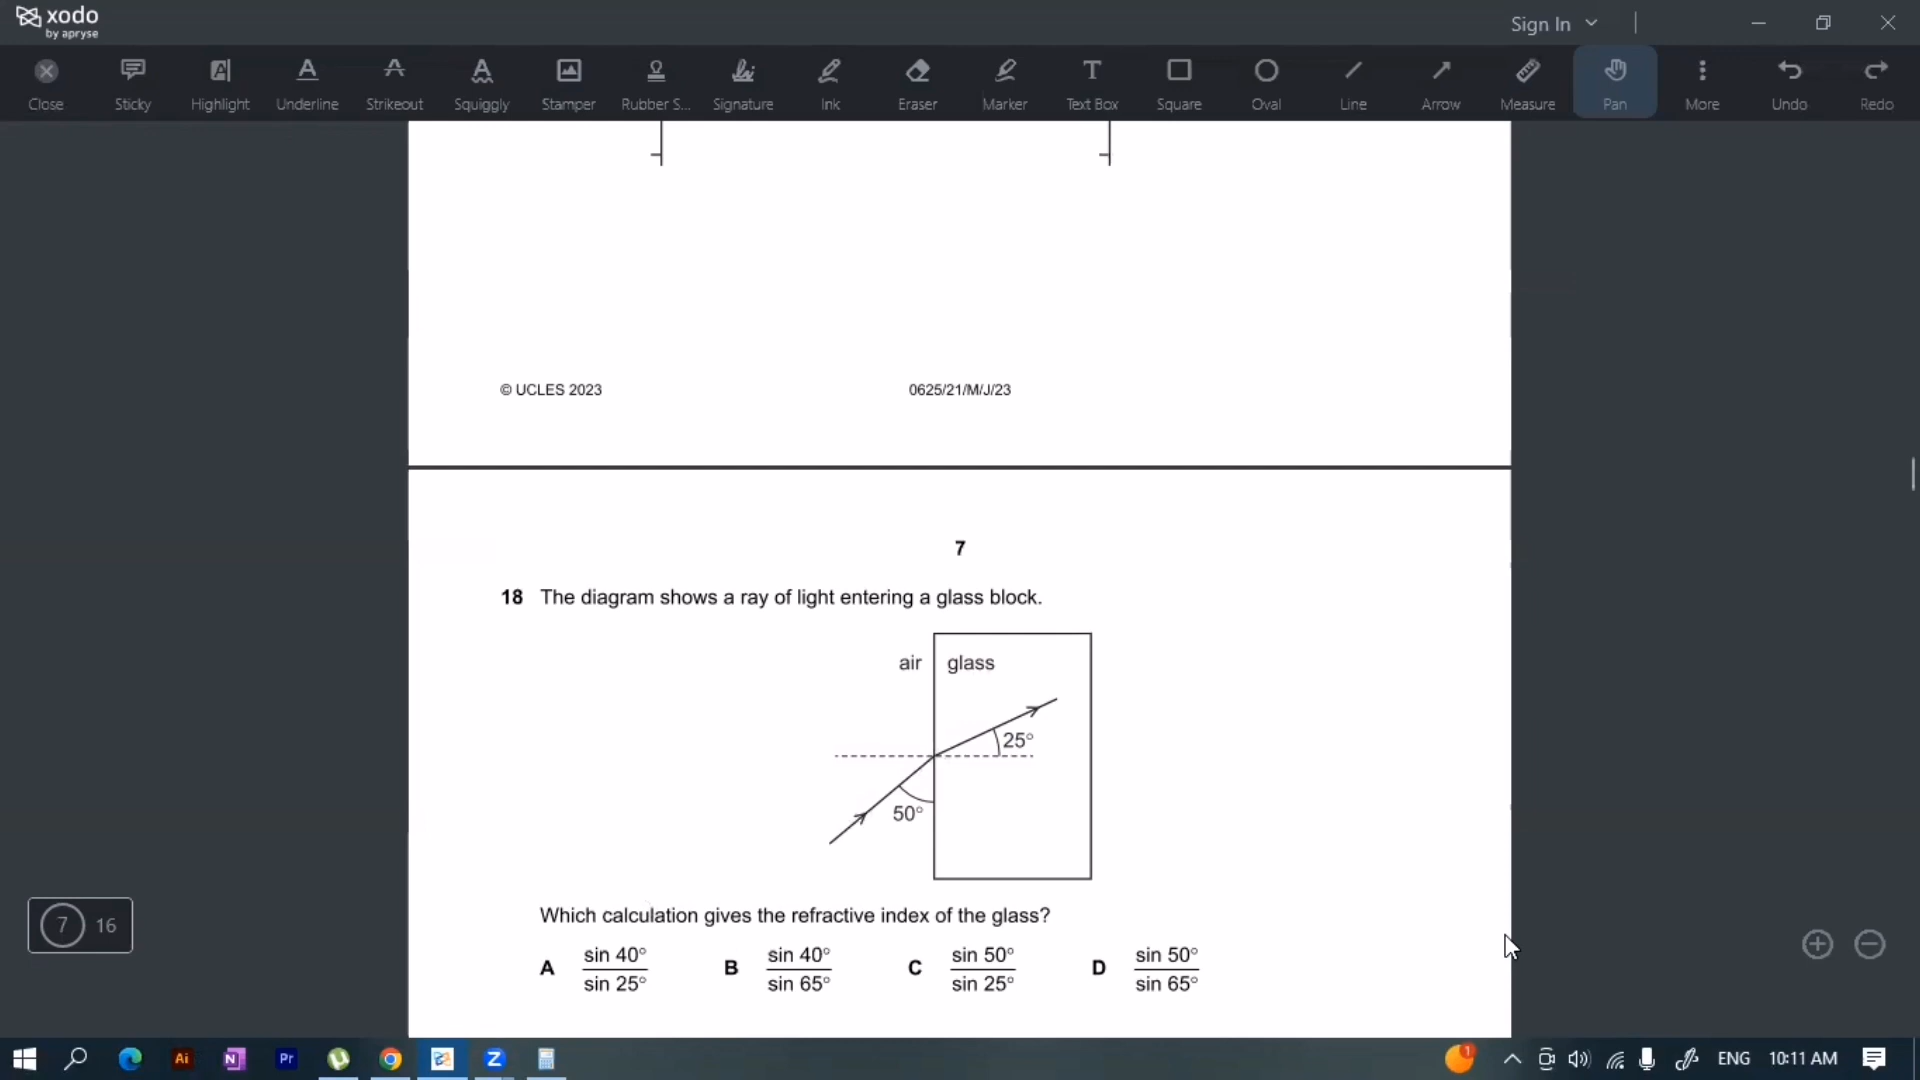 xodo
by apryse
Sign In
Close
Sticky
Highlight
Underline
Strikeout
Squiggly
Stamper
Rubber S...
Signature
Ink
Eraser
Marker
Text Box
Square
Oval
Line
Arrow
Measure
Pan
More
Undo
Redo
© UCLES 2023
0625/21/M/J/23
7
18 The diagram shows a ray of light entering a glass block.
air
glass
25°
50°
Which calculation gives the refractive index of the glass?
A sin 40° / sin 25°
B sin 40° / sin 65°
C sin 50° / sin 25°
D sin 50° / sin 65°
7 16
Ai
N
Pr
1
ENG 10:11 AM